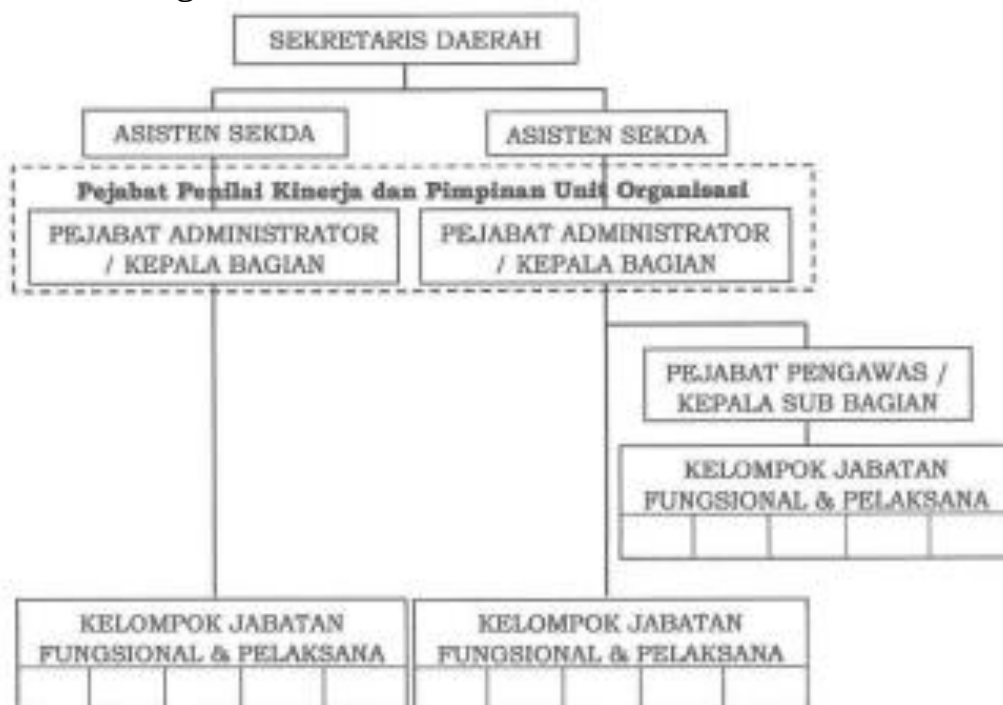 SEKRETARIS DAERAH
ASISTEN SEKDA
ASISTEN SEKDA
Pejabat Penilai Kinerja dan Pimpinan Unit Organisasi
PEJABAT ADMINISTRATOR
/ KEPALA BAGIAN
PEJABAT ADMINISTRATOR
/ KEPALA BAGIAN
PEJABAT PENGAWAS /
KEPALA SUB BAGIAN
KELOMPOK JABATAN
FUNGSIONAL & PELAKSANA
KELOMPOK JABATAN
FUNGSIONAL & PELAKSANA
KELOMPOK JABATAN
FUNGSIONAL & PELAKSANA